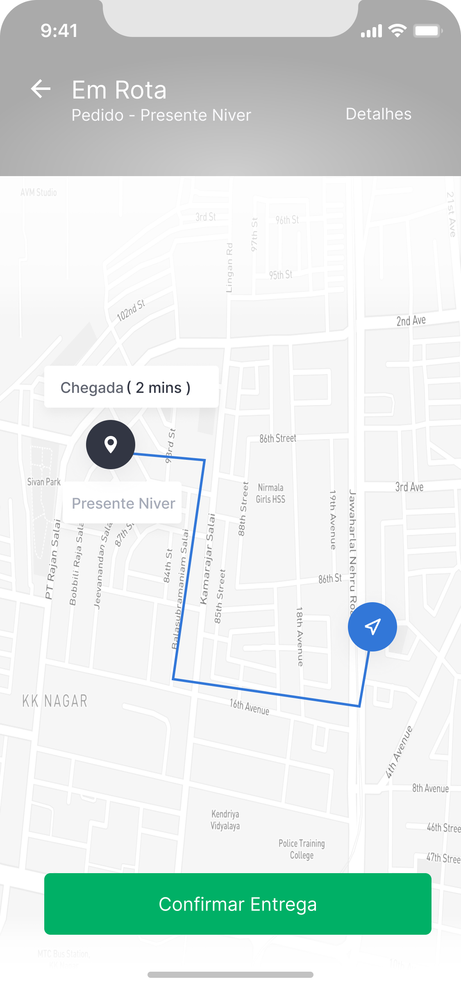 9:41
Em Rota
Pedido - Presente Niver
Detalhes
AVM Studio
21st Ave
3rd St
96th St
97th St
Lingan Rd
95th St
102nd St
2nd Ave
Chegada ( 2 mins )
93rd St
86th Street
Sivan Park
Nirmala
Girls HSS
3rd Ave
Presente Niver
88th Street
19th Avenue
Jawaharlal Nehru
PT Rajan Salai
Bobbili Raja
Jeevanandan
87th
84th St
Balasubramaniam Salai
Kamarajar Salai
85th Street
86th St
18th Avenue
KK NAGAR
16th Avenue
4th Avenue
8th Avenue
Kendriya
Vidyalaya
46th Stree
Police Training
College
47th Stree
Confirmar Entrega
MTC Bus Station,
KK Nagar